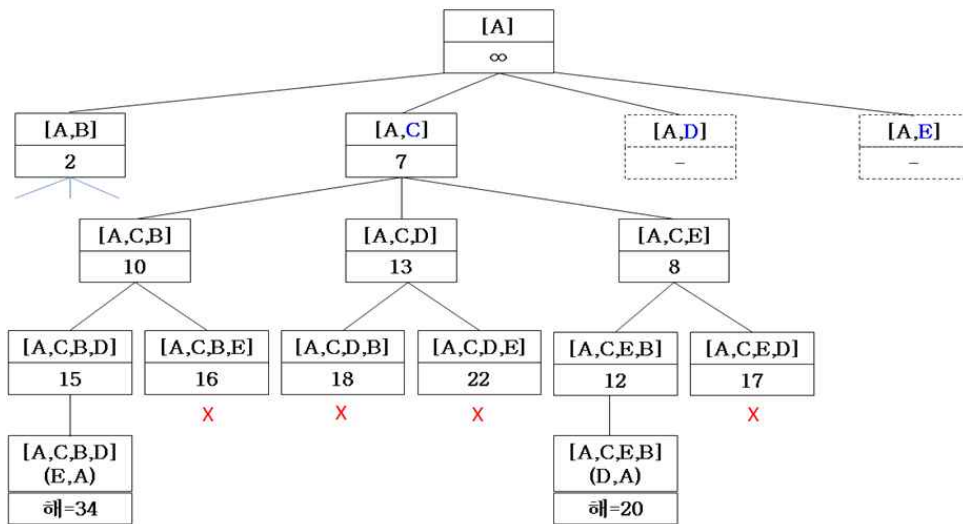 [A]
∞
[A,B]
2
[A,C]
7
[A,D]
–
[A,E]
–
[A,C,B]
10
[A,C,D]
13
[A,C,E]
8
[A,C,B,D]
15
[A,C,B,E]
16
[A,C,D,B]
18
[A,C,D,E]
22
[A,C,E,B]
12
[A,C,E,D]
17
X
X
X
X
[A,C,B,D]
(E,A)
해=34
[A,C,E,B]
(D,A)
해=20